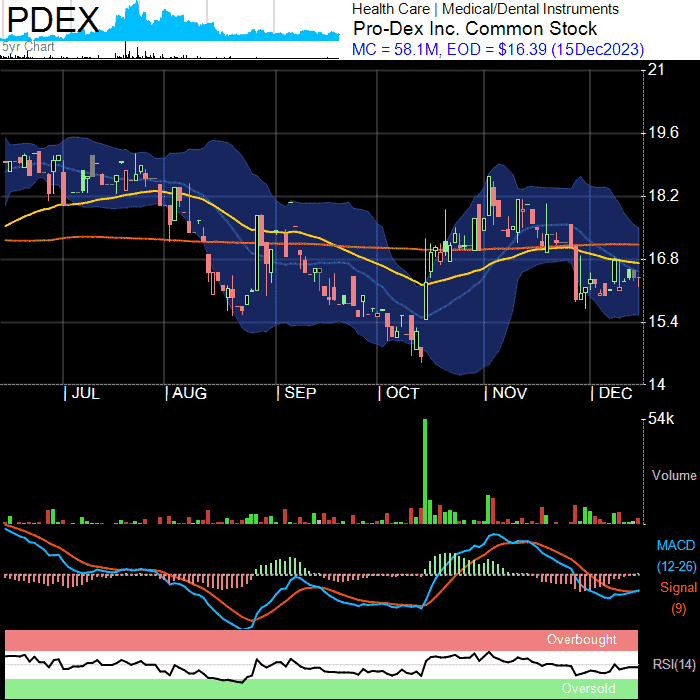 PDEX
5yr Chart
Health Care | Medical/Dental Instruments
Pro-Dex Inc. Common Stock
MC = 58.1M, EOD = $16.39 (15Dec2023)
21
19.6
18.2
16.8
15.4
14
| JUL | AUG | SEP | OCT | NOV | DEC
54k
Volume
MACD
(12-26)
Signal
(9)
Overbought
RSI(14)
Oversold